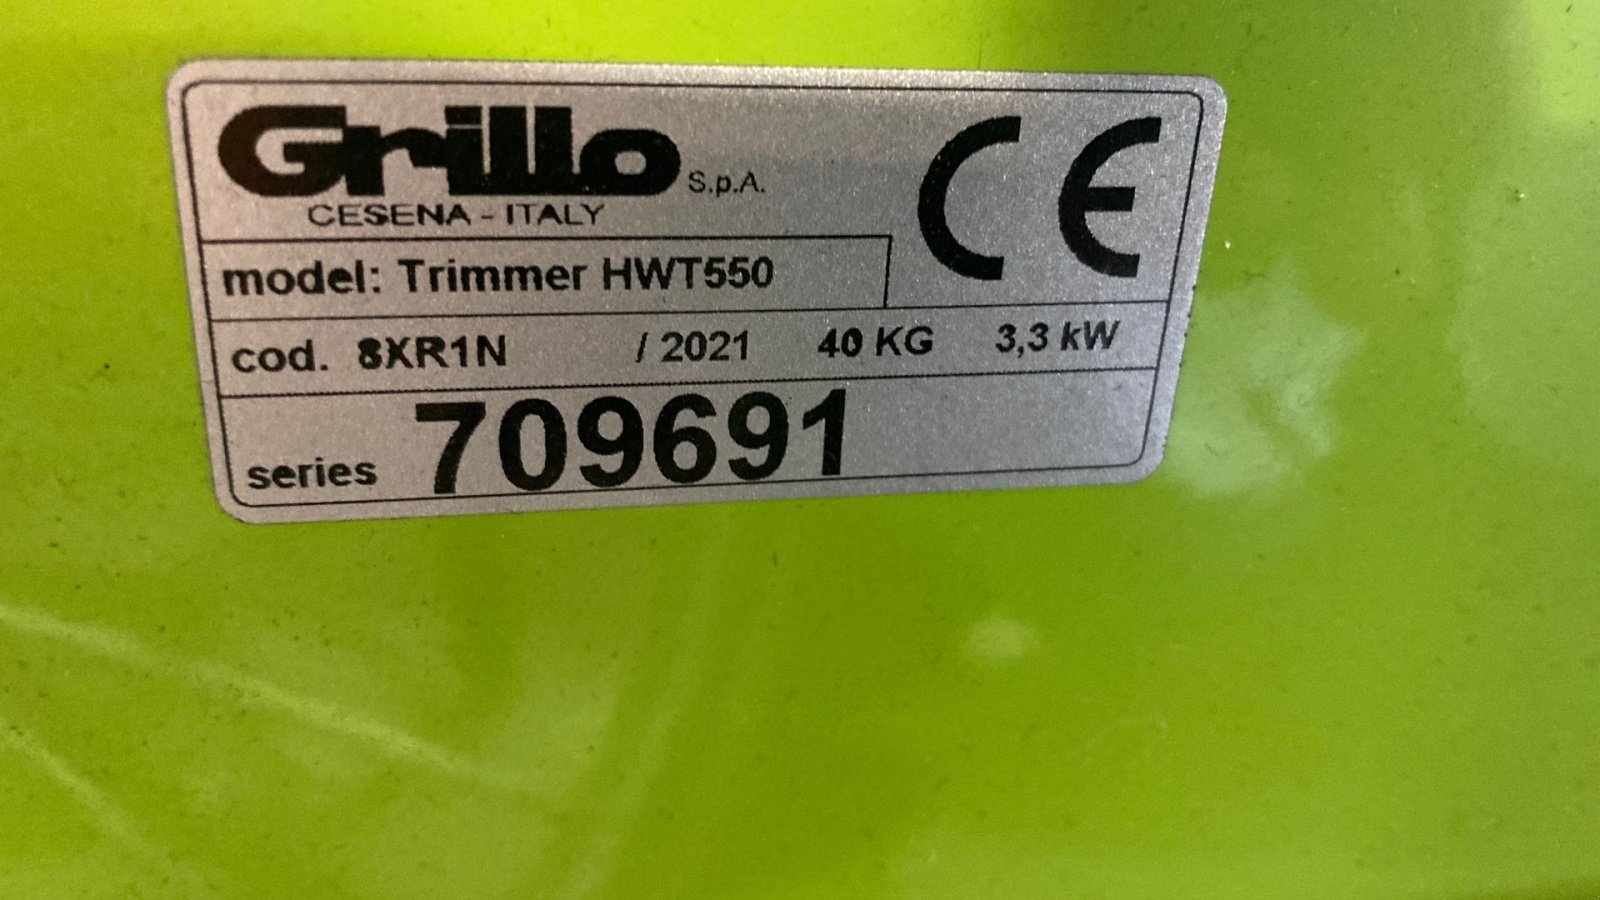 Grillo S.p.A.
CESENA - ITALY
CE
model: Trimmer HWT550
cod. 8XR1N / 2021 40 KG 3,3 kW
series 709691